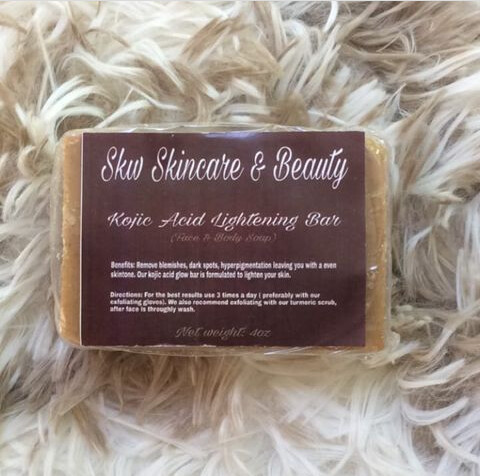 Skw Skincare & Beauty
Kojic Acid Lightening Bar
(Face & Body Soap)
Benefits: Remove blemishes, dark spots, hyperpigmentation leaving you with a even
skintons. Our kojic acid glow bar is formulated to lighten your skin.
Directions: For the best results use 3 times a day ( preferably with our
exfoliating gloves). We also recommend exfoliating with our turmeric scrub,
after face is throughly wash.
Net weight: 4oz